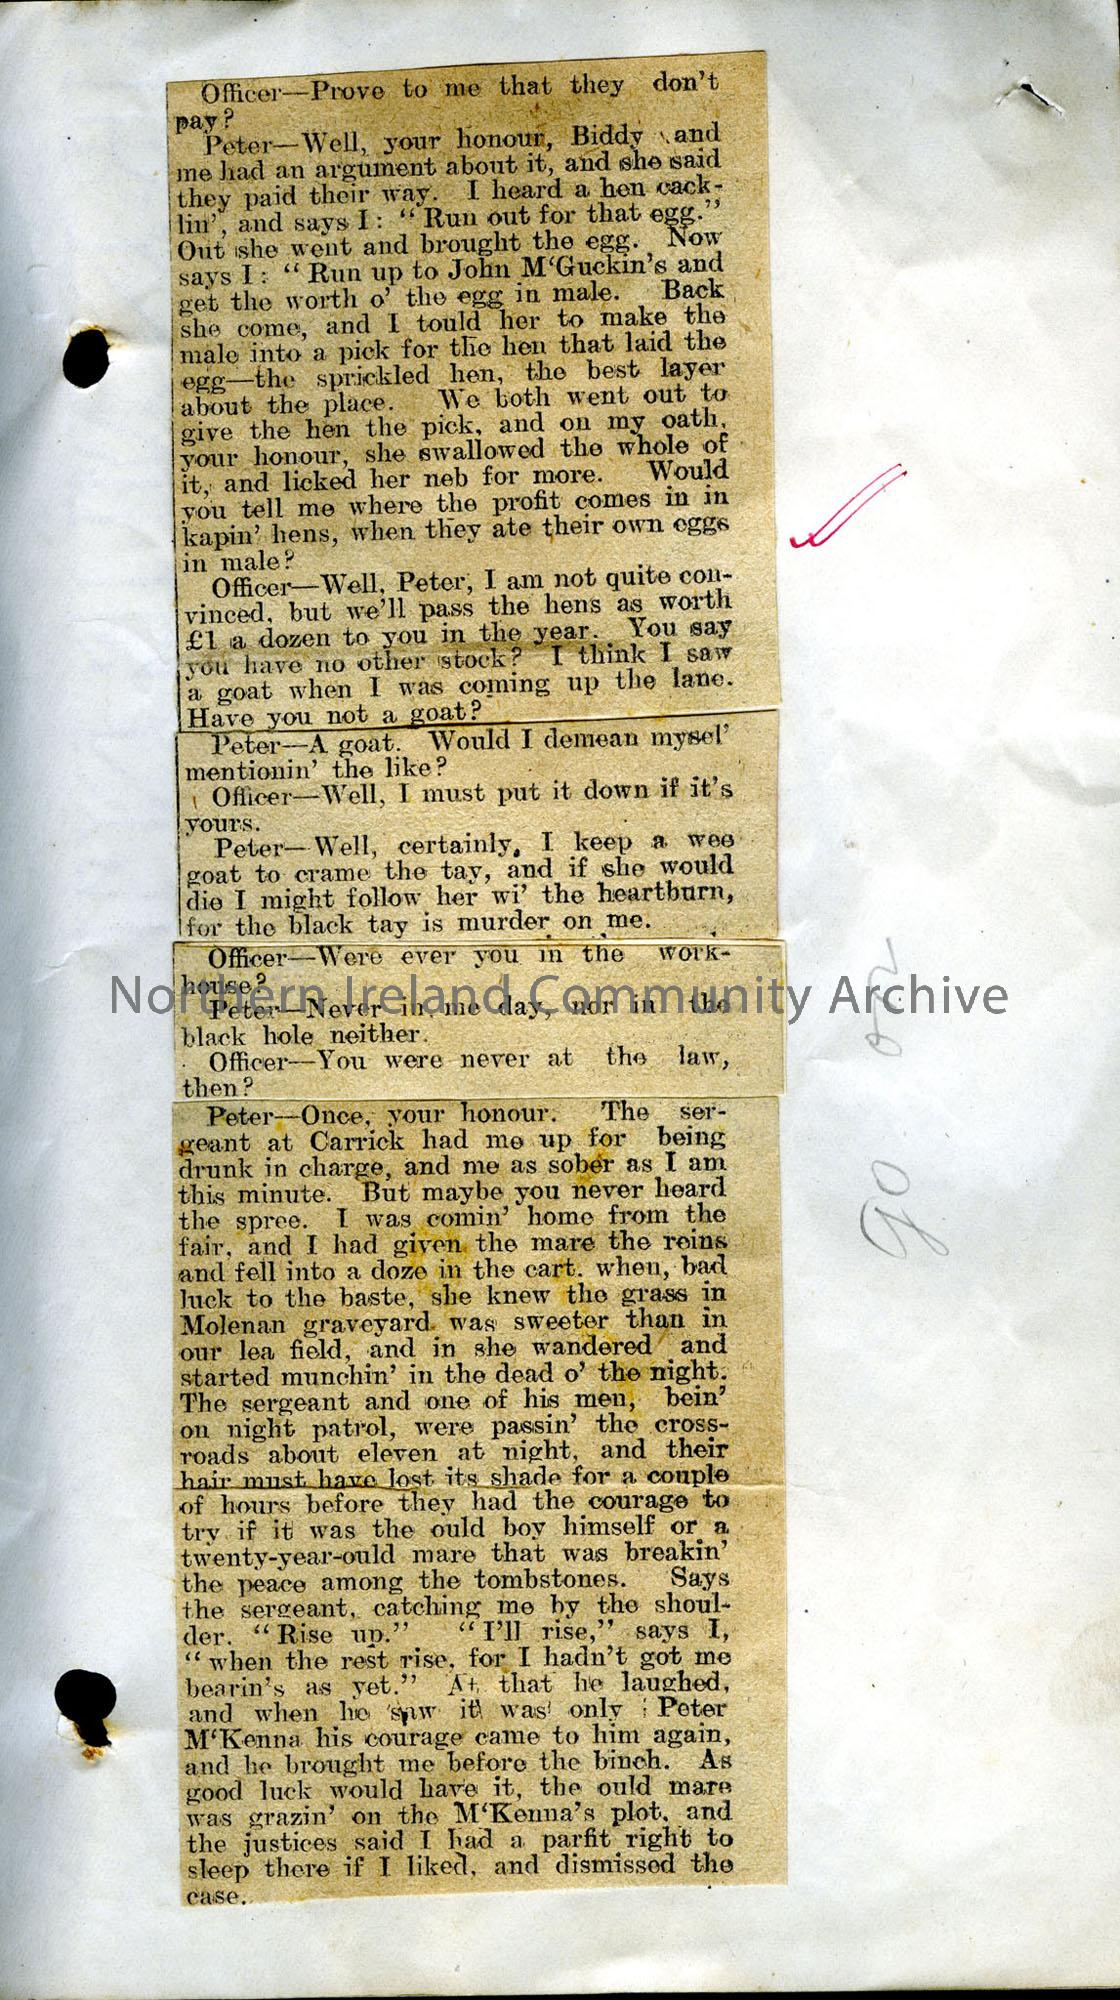 Officer—Prove to me that they don't
pay?
Peter—Well, your honour, Biddy and
me had an argument about it, and she said
they paid their way. I heard a hen cack-
lin', and says I: "Run out for that egg."
Out she went and brought the egg. Now
says I: "Run up to John M'Guckin's and
get the worth o' the egg in male. Back
she come, and I tould her to make the
male into a pick for the hen that laid the
egg—the sprickled hen, the best layer
about the place. We both went out to
give the hen the pick, and on my oath,
your honour, she swallowed the whole of
it, and licked her neb for more. Would
you tell me where the profit comes in in
kapin' hens, when they ate their own eggs
in male?
Officer—Well, Peter, I am not quite con-
vinced, but we'll pass the hens as worth
£1 a dozen to you in the year. You say
you have no other stock? I think I saw
a goat when I was coming up the lane.
Have you not a goat?
Peter—A goat. Would I demean mysel'
mentionin' the like?
Officer—Well, I must put it down if it's
yours.
Peter—Well, certainly, I keep a wee
goat to crame the tay, and if she would
die I might follow her wi' the heartburn,
for the black tay is murder on me.
Officer—Were ever you in the work-
house?
Northern Ireland Community Archive
Peter—Never in me day, nor in the
black hole neither.
Officer—You were never at the law,
then?
Peter—Once, your honour. The ser-
geant at Carrick had me up for being
drunk in charge, and me as sober as I am
this minute. But maybe you never heard
the spree. I was comin' home from the
fair, and I had given the mare the reins
and fell into a doze in the cart. when, bad
luck to the baste, she knew the grass in
Molenan graveyard was sweeter than in
our lea field, and in she wandered and
started munchin' in the dead o' the night.
The sergeant and one of his men, bein'
on night patrol, were passin' the cross-
roads about eleven at night, and their
hair must have lost its shade for a couple
of hours before they had the courage to
try if it was the ould boy himself or a
twenty-year-ould mare that was breakin'
the peace among the tombstones. Says
the sergeant, catching me by the shoul-
der. "Rise up." "I'll rise," says I,
"when the rest rise, for I hadn't got me
bearin's as yet." At that he laughed,
and when he saw it was only Peter
M'Kenna his courage came to him again,
and he brought me before the binch. As
good luck would have it, the ould mare
was grazin' on the M'Kenna's plot, and
the justices said I had a parfit right to
sleep there if I liked, and dismissed the
case.